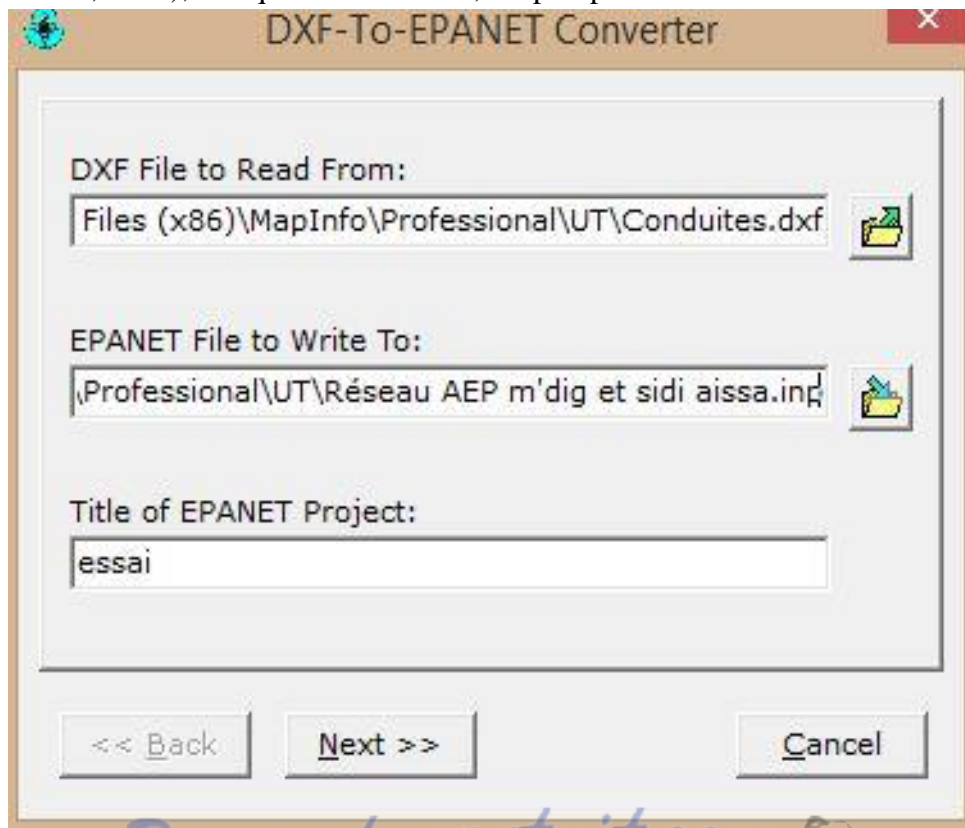 DXF-To-EPANET Converter
DXF File to Read From:
Files (x86)\MapInfo\Professional\UT\Conduites.dxf
EPANET File to Write To:
\Professional\UT\Réseau AEP m'dig et sidi aissa.inp
Title of EPANET Project:
essai
<< Back
Next >>
Cancel